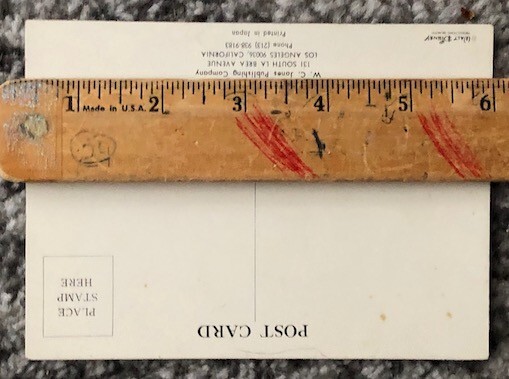 © Walt Disney
Printed in Japan
Phone (213) 938-9183
LOS ANGELES 90036, CALIFORNIA
131 SOUTH LA BREA AVENUE
W. C. Jones Publishing Company
1 Made in U.S.A. 2 3 4 5 6
PLACE
STAMP
HERE
POST CARD